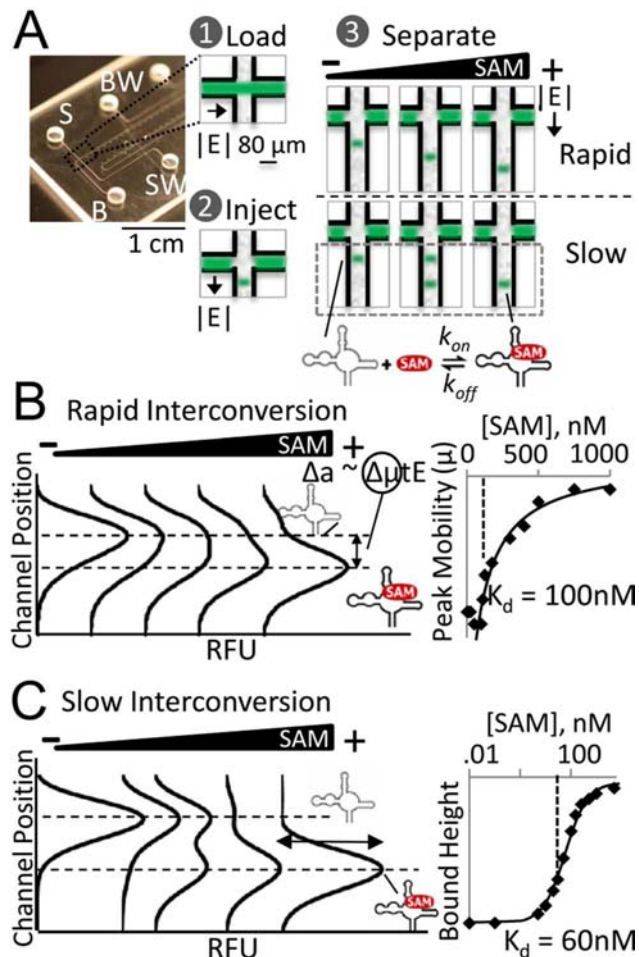 A
1 Load
3 Separate
- SAM +
BW
S
SW
B
1 cm
|E| 80 µm
2 Inject
|E|
|E|
Rapid
Slow
+ SAM
k_on
k_off
SAM
B Rapid Interconversion
- SAM +
Δa ~ ΔµtE
SAM
Channel Position
RFU
[SAM], nM
0 500 1000
Peak Mobility (µ)
K_d = 100nM
C Slow Interconversion
- SAM +
SAM
Channel Position
RFU
[SAM], nM
.01 100
Bound Height
K_d = 60nM